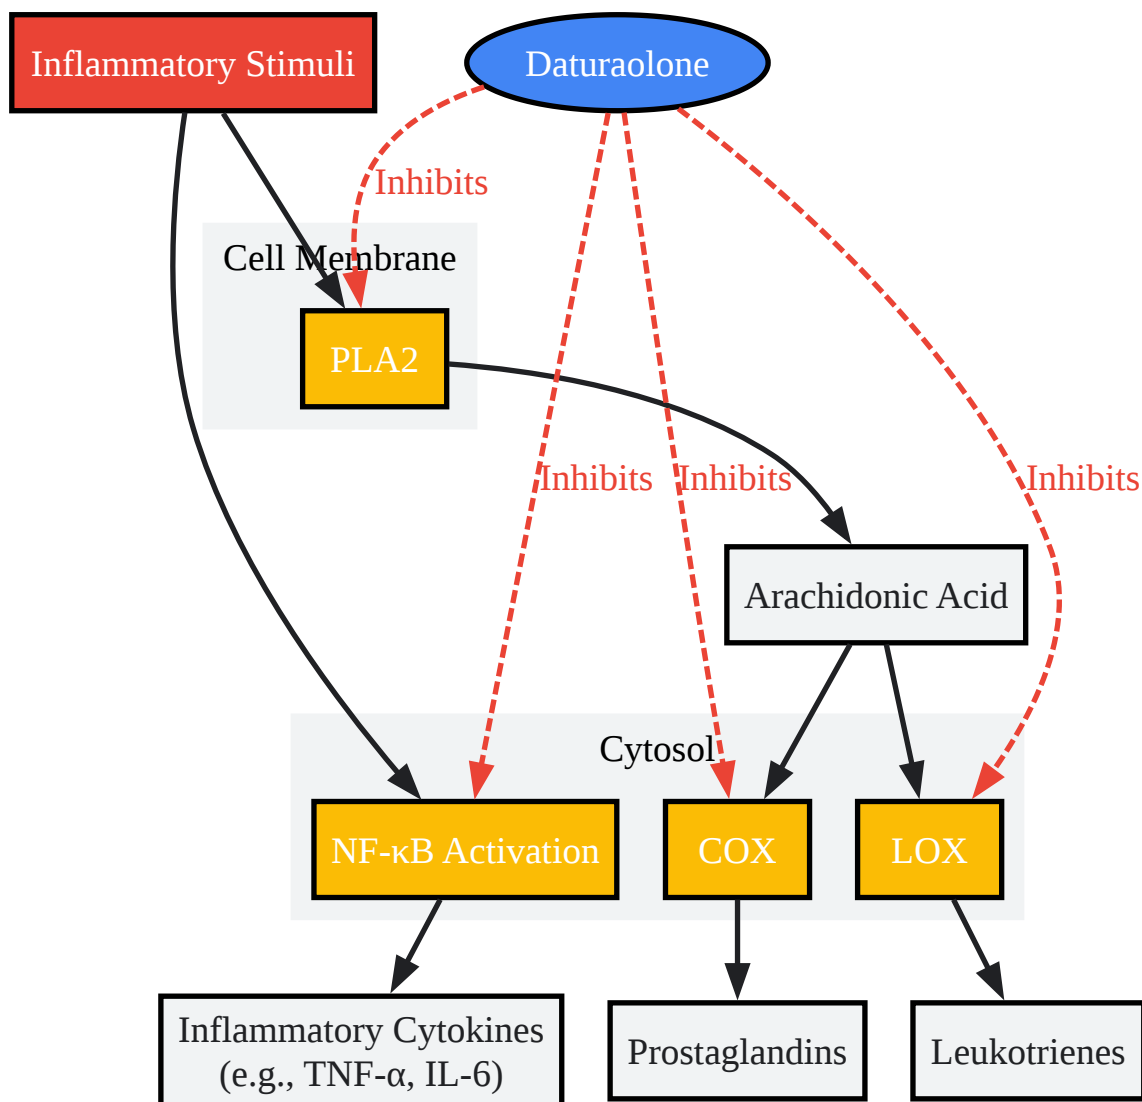 Inflammatory Stimuli
Daturaolone
Inhibits
Cell Membrane
PLA2
Inhibits
Inhibits
Inhibits
Arachidonic Acid
Cytosol
NF-κB Activation
COX
LOX
Inflammatory Cytokines
(e.g., TNF-α, IL-6)
Prostaglandins
Leukotrienes